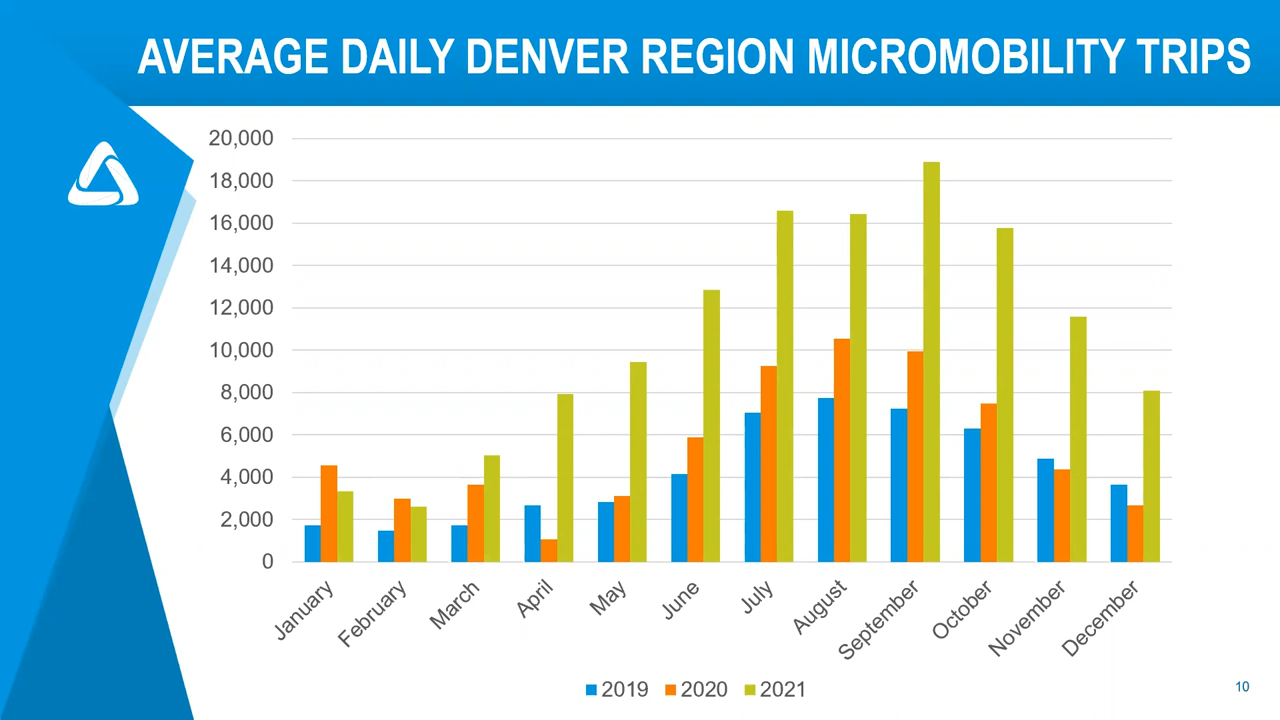 AVERAGE DAILY DENVER REGION MICROMOBILITY TRIPS
20,000
18,000
16,000
14,000
12,000
10,000
8,000
6,000
4,000
2,000
0
January
February
March
April
May
June
July
August
September
October
November
December
2019 2020 2021
10